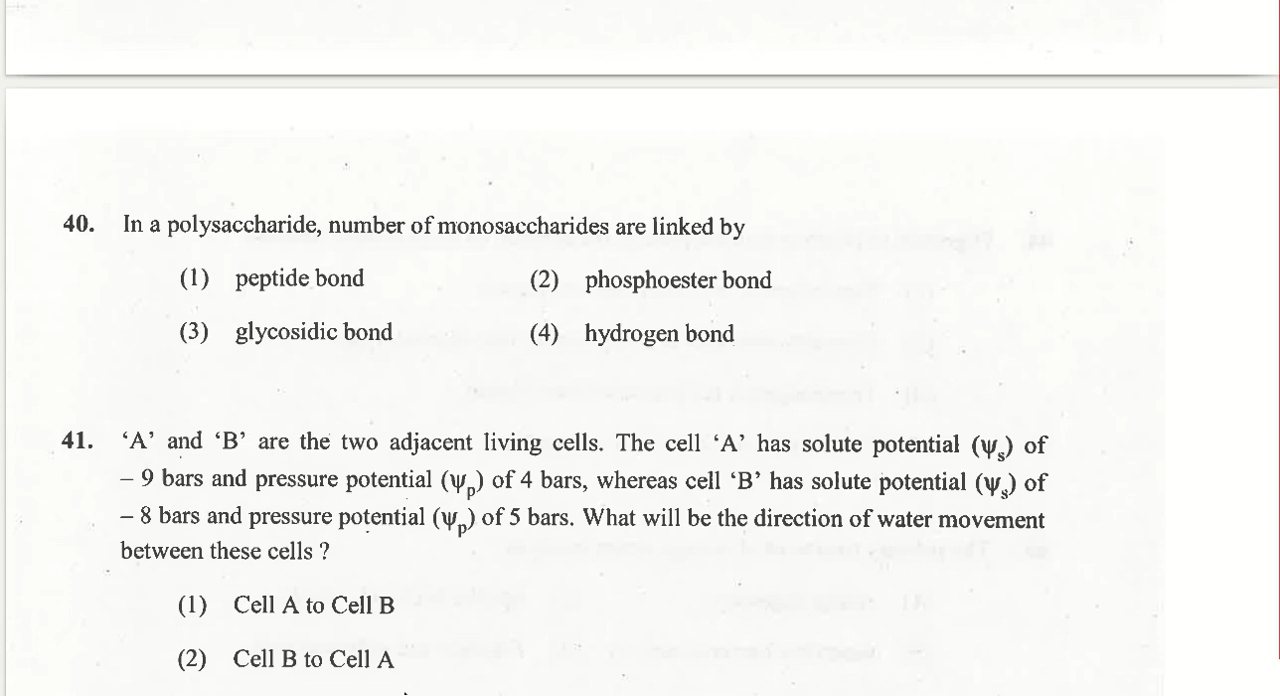 40. In a polysaccharide, number of monosaccharides are linked by
(1) peptide bond (2) phosphoester bond
(3) glycosidic bond (4) hydrogen bond
41. ‘A’ and ‘B’ are the two adjacent living cells. The cell ‘A’ has solute potential (ψₛ) of
– 9 bars and pressure potential (ψₚ) of 4 bars, whereas cell ‘B’ has solute potential (ψₛ) of
– 8 bars and pressure potential (ψₚ) of 5 bars. What will be the direction of water movement
between these cells ?
(1) Cell A to Cell B
(2) Cell B to Cell A